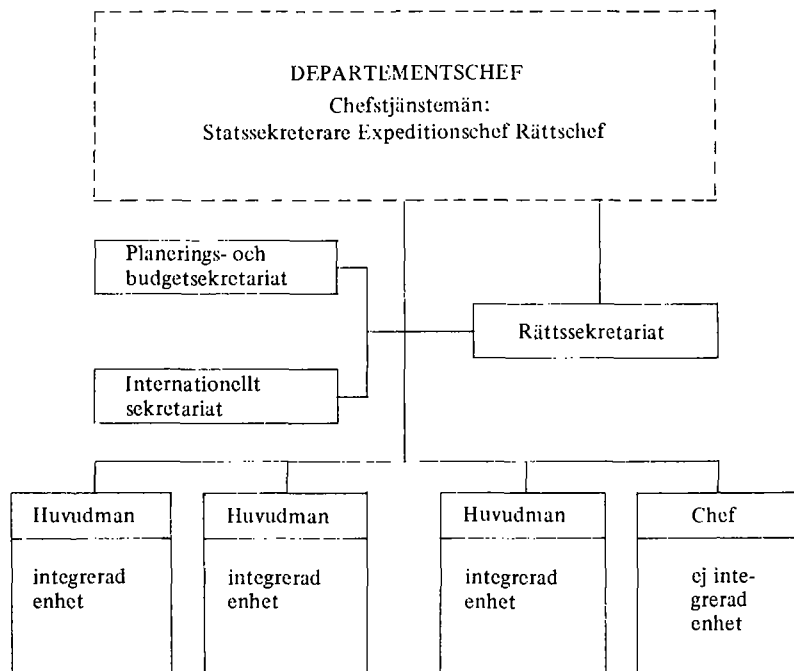 DEPARTEMENTSCHEF
Chefstjänstemän:
Statssekreterare Expeditionschef Rättschef
Planerings- och
budgetsekretariat
Rättssekretariat
Internationellt
sekretariat
Huvudman
integrerad
enhet
Huvudman
integrerad
enhet
Huvudman
integrerad
enhet
Chef
ej inte-
grerad
enhet